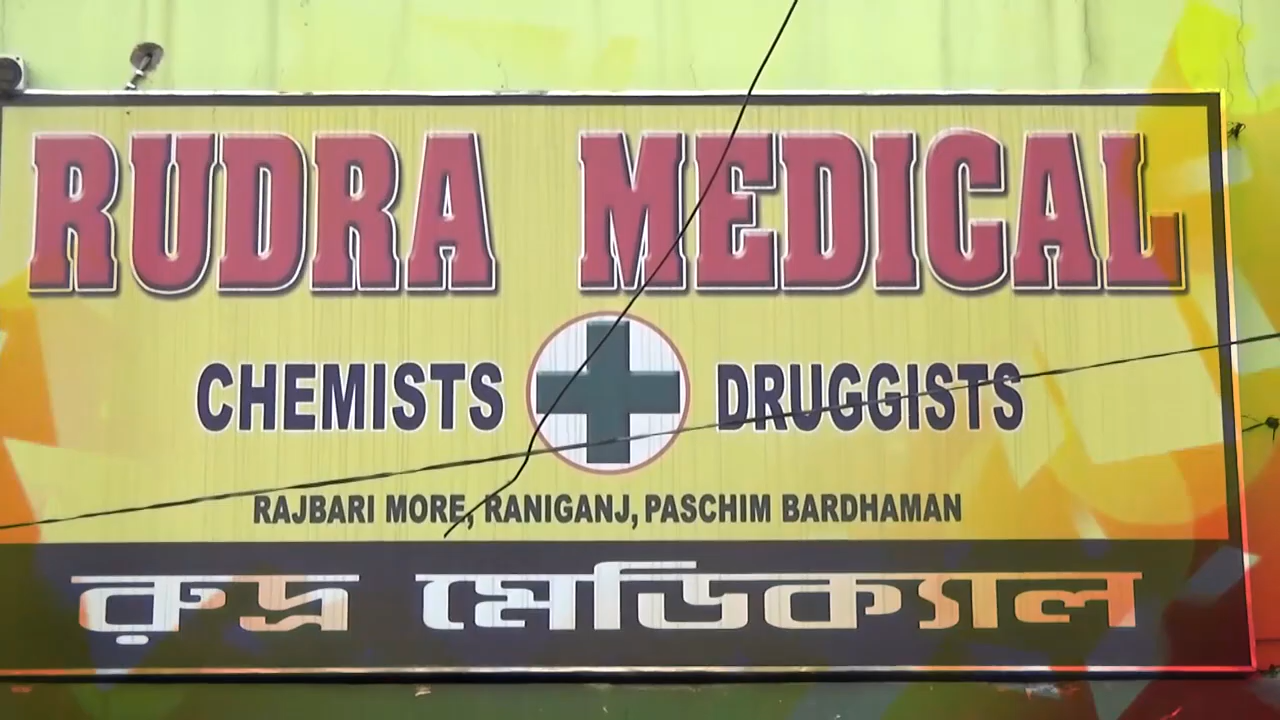 RUDRA MEDICAL
CHEMISTS DRUGGISTS
RAJBARI MORE, RANIGANJ, PASCHIM BARDHAMAN
রুদ্র মেডিক্যাল